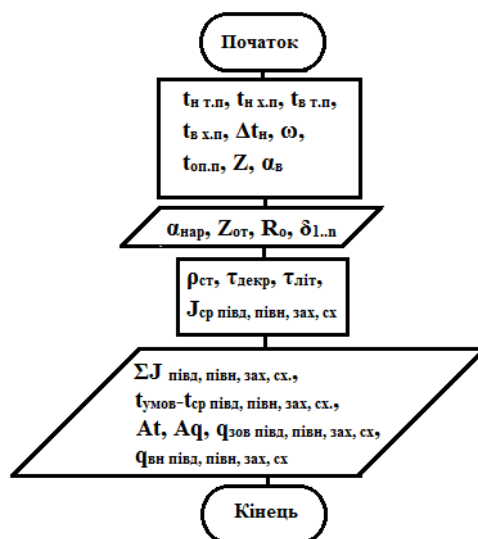 Початок
tн т.п, tн х.п, tв т.п,
tв х.п, Δtн, ω,
tоп.п, Z, αв
αнар, Zот, Rо, δ1..n
ρст, τдекр, τліт,
Jср півд, півн, зах, сх
ΣJ півд, півн, зах, сх.,
tумов-tср півд, півн, зах, сх.,
At, Aq, qзов півд, півн, зах, сх,
qвн півд, півн, зах, сх
Кінець